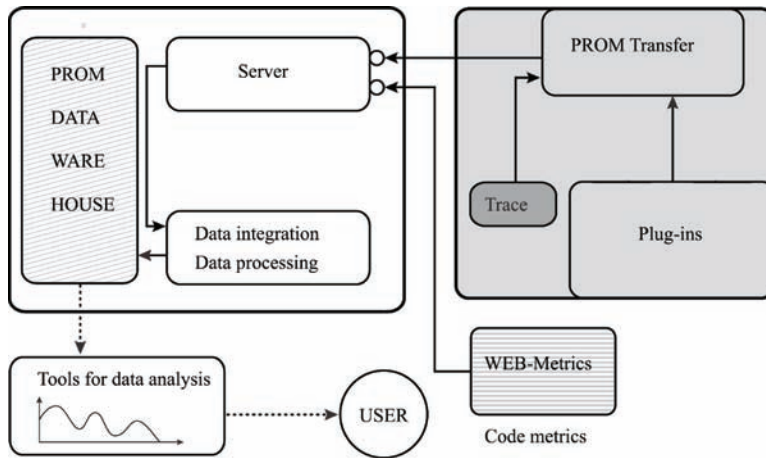 PROM
DATA
WARE
HOUSE
Server
Data integration
Data processing
PROM Transfer
Trace
Plug-ins
WEB-Metrics
Code metrics
Tools for data analysis
USER